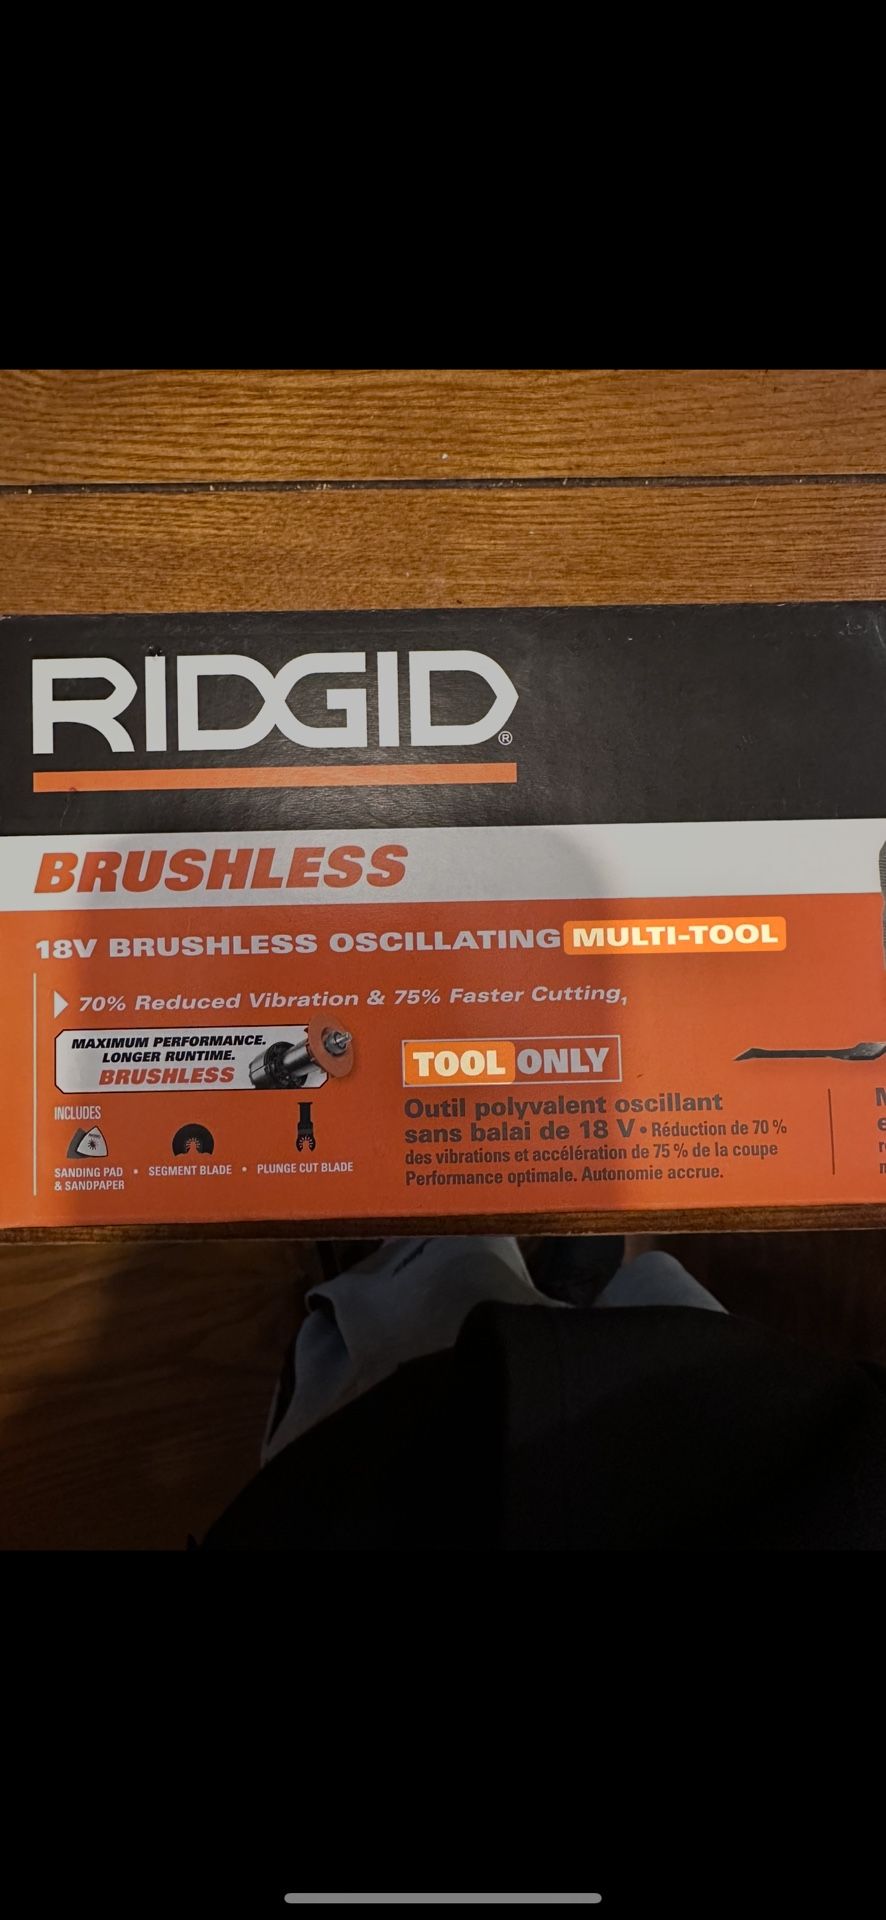 RIDGID®
BRUSHLESS
18V BRUSHLESS OSCILLATING MULTI-TOOL
70% Reduced Vibration & 75% Faster Cutting,
MAXIMUM PERFORMANCE.
LONGER RUNTIME.
BRUSHLESS
INCLUDES
SANDING PAD & SANDPAPER • SEGMENT BLADE • PLUNGE CUT BLADE
TOOL ONLY
Outil polyvalent oscillant
sans balai de 18 V • Réduction de 70 %
des vibrations et accélération de 75 % de la coupe
Performance optimale. Autonomie accrue.